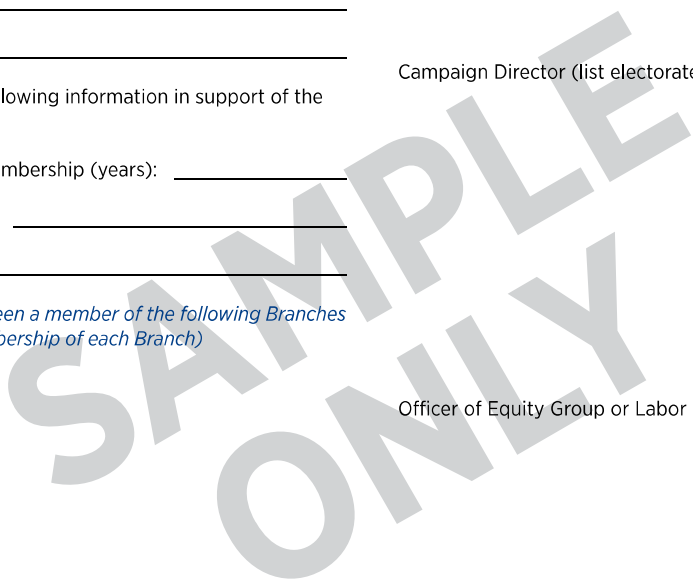 lowing information in support of the
mbership (years):
een a member of the following Branches
bership of each Branch)
Campaign Director (list electorate
Officer of Equity Group or Labor
SAMPLE
ONLY